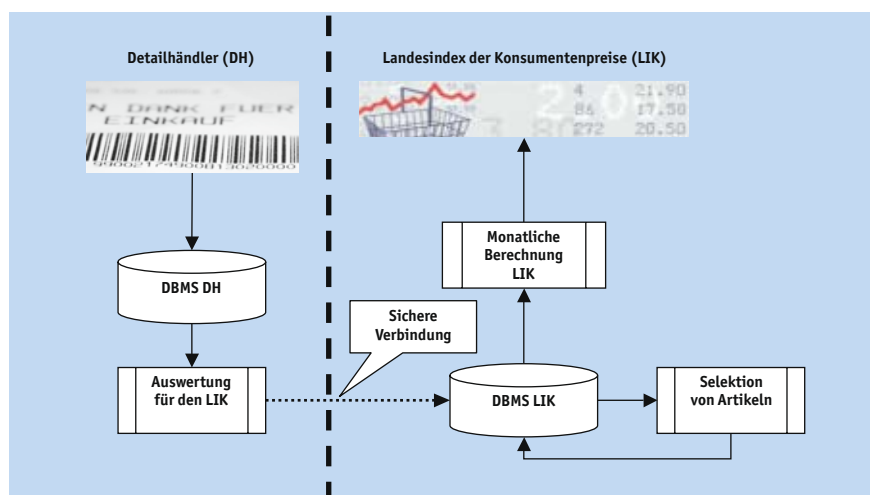 Detailhändler (DH)
N DANK FUER
EINKAUF
9900217490081302000
Landesindex der Konsumentenpreise (LIK)
4 21.90
86 17.50
272 20.50
Monatliche
Berechnung
LIK
DBMS DH
Sichere
Verbindung
Auswertung
für den LIK
DBMS LIK
Selektion
von Artikeln